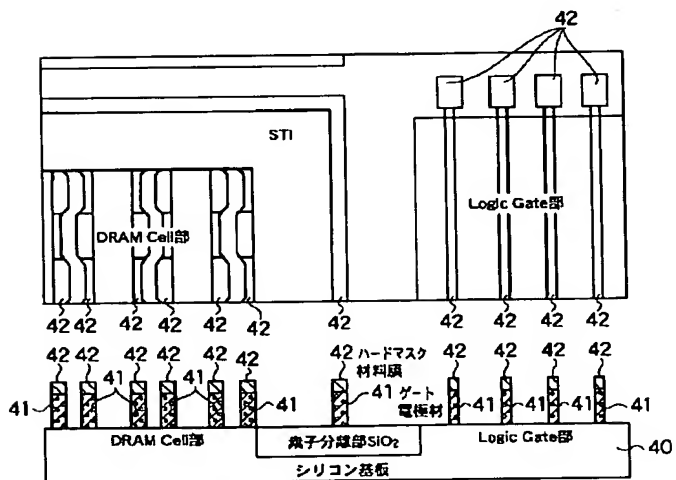 42
STI
DRAM Cell部
Logic Gate部
42 42 42 42 42 42 42 42 42 42 42
42 42 42 42 42 42 42 ハードマスク材料膜 42 42 42 42
41 41 41 41 41 ゲート電極材 41 41 41 41
DRAM Cell部
素子分離部SiO₂
Logic Gate部
40
シリコン基板